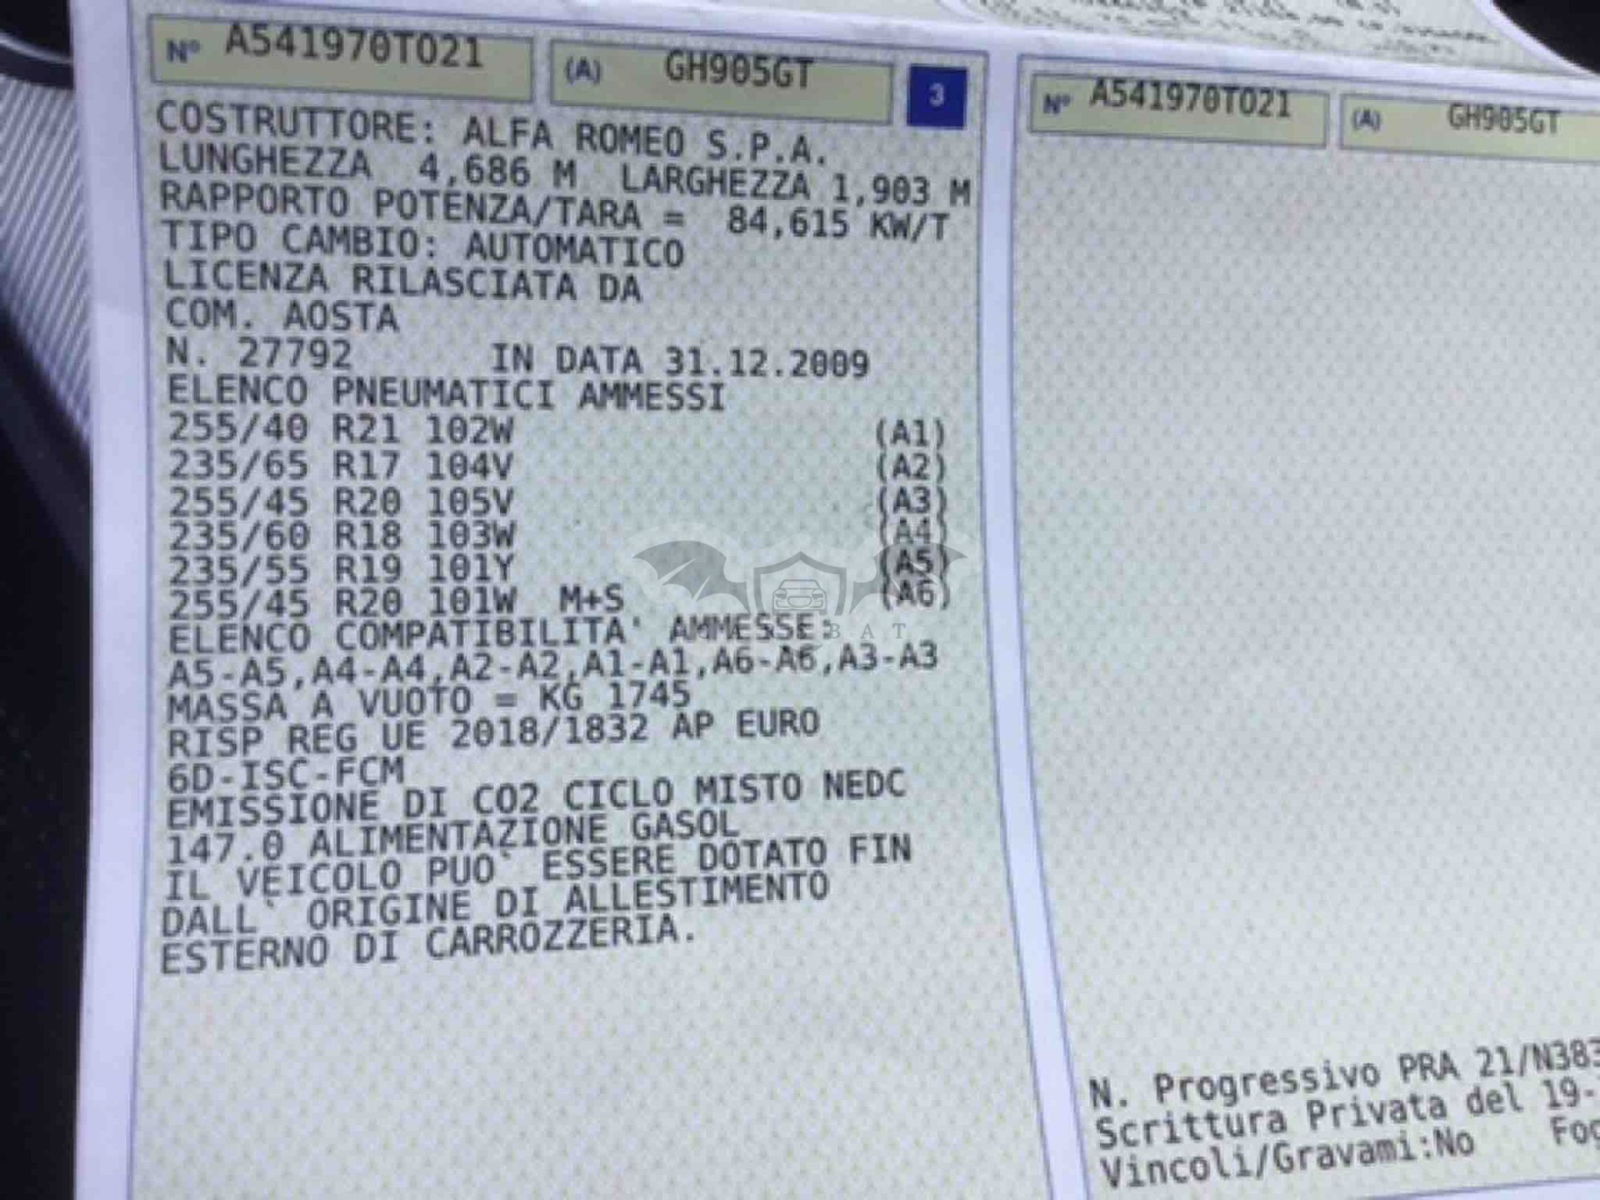 N° A541970TO21 (A) GH905GT 3
COSTRUTTORE: ALFA ROMEO S.P.A.
LUNGHEZZA 4,686 M LARGHEZZA 1,903 M
RAPPORTO POTENZA/TARA = 84,615 KW/T
TIPO CAMBIO: AUTOMATICO
LICENZA RILASCIATA DA
COM. AOSTA
N. 27792 IN DATA 31.12.2009
ELENCO PNEUMATICI AMMESSI
255/40 R21 102W (A1)
235/65 R17 104V (A2)
255/45 R20 105V (A3)
235/60 R18 103W (A4)
235/55 R19 101Y (A5)
255/45 R20 101W M+S (A6)
ELENCO COMPATIBILITA' AMMESSE:
A5-A5,A4-A4,A2-A2,A1-A1,A6-A6,A3-A3
MASSA A VUOTO = KG 1745
RISP REG UE 2018/1832 AP EURO
6D-ISC-FCM
EMISSIONE DI CO2 CICLO MISTO NEDC
147.0 ALIMENTAZIONE GASOL
IL VEICOLO PUO` ESSERE DOTATO FIN
DALL` ORIGINE DI ALLESTIMENTO
ESTERNO DI CARROZZERIA.
N° A541970TO21 (A) GH905GT
N. Progressivo PRA 21/N383
Scrittura Privata del 19-
Vincoli/Gravami:No Fog